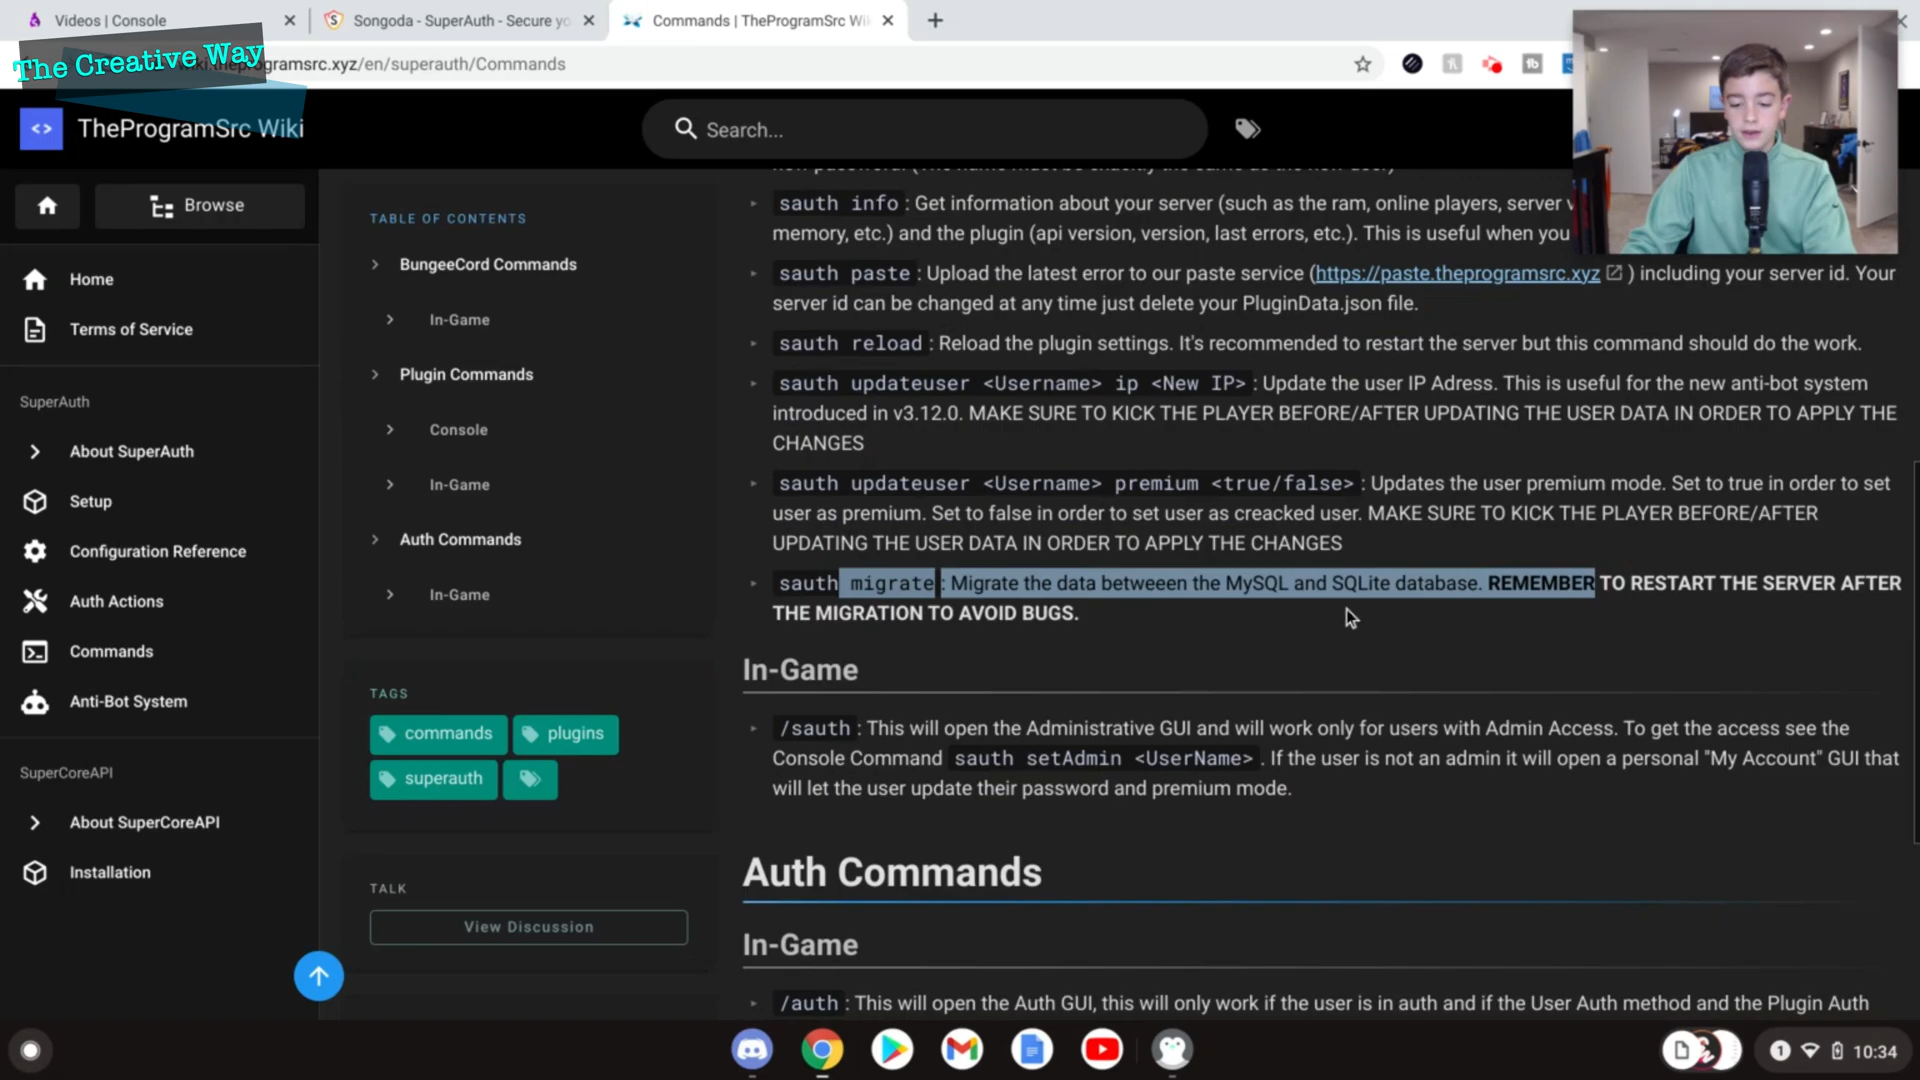 Videos | Console
Songoda - SuperAuth - Secure yo
Commands | TheProgramSrc Wiki
The Creative Way
programsrc.xyz/en/superauth/Commands
TheProgramSrc Wiki
Search...
Browse
Home
Terms of Service
SuperAuth
About SuperAuth
Setup
Configuration Reference
Auth Actions
Commands
Anti-Bot System
SuperCoreAPI
About SuperCoreAPI
Installation
TABLE OF CONTENTS
BungeeCord Commands
In-Game
Plugin Commands
Console
In-Game
Auth Commands
In-Game
TAGS
commands
plugins
superauth
TALK
View Discussion
sauth info : Get information about your server (such as the ram, online players, server v
memory, etc.) and the plugin (api version, version, last errors, etc.). This is useful when you
sauth paste : Upload the latest error to our paste service (https://paste.theprogramsrc.xyz ) including your server id. Your
server id can be changed at any time just delete your PluginData.json file.
sauth reload : Reload the plugin settings. It's recommended to restart the server but this command should do the work.
sauth updateuser <Username> ip <New IP> : Update the user IP Adress. This is useful for the new anti-bot system
introduced in v3.12.0. MAKE SURE TO KICK THE PLAYER BEFORE/AFTER UPDATING THE USER DATA IN ORDER TO APPLY THE
CHANGES
sauth updateuser <Username> premium <true/false> : Updates the user premium mode. Set to true in order to set
user as premium. Set to false in order to set user as creacked user. MAKE SURE TO KICK THE PLAYER BEFORE/AFTER
UPDATING THE USER DATA IN ORDER TO APPLY THE CHANGES
sauth migrate : Migrate the data betweeen the MySQL and SQLite database. REMEMBER TO RESTART THE SERVER AFTER
THE MIGRATION TO AVOID BUGS.
In-Game
/sauth : This will open the Administrative GUI and will work only for users with Admin Access. To get the access see the
Console Command sauth setAdmin <UserName> . If the user is not an admin it will open a personal "My Account" GUI that
will let the user update their password and premium mode.
Auth Commands
In-Game
/auth : This will open the Auth GUI, this will only work if the user is in auth and if the User Auth method and the Plugin Auth
1
10:34